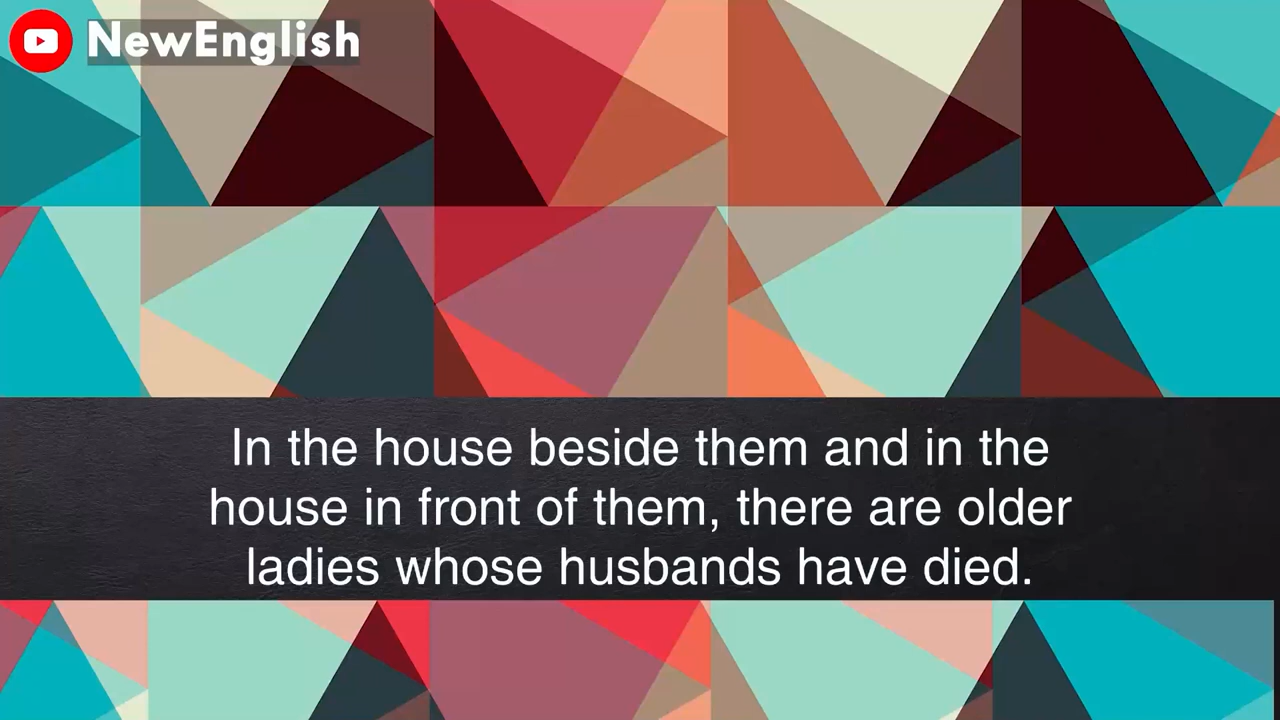 NewEnglish
In the house beside them and in the
house in front of them, there are older
ladies whose husbands have died.